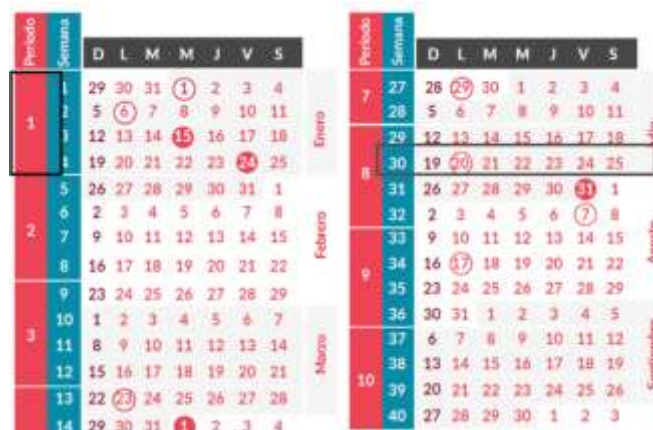 Periodo Semana D L M M J V S
1 29 30 31 1 2 3 4
2 5 6 7 8 9 10 11
1 3 12 13 14 15 16 17 18
4 19 20 21 22 23 24 25
Enero
5 26 27 28 29 30 31 1
6 2 3 4 5 6 7 8
2 7 9 10 11 12 13 14 15
8 16 17 18 19 20 21 22
Febrero
9 23 24 25 26 27 28 29
10 1 2 3 4 5 6 7
3 11 8 9 10 11 12 13 14
12 15 16 17 18 19 20 21
Marzo
13 22 23 24 25 26 27 28
14 29 30 31 1 2 3 4
Periodo Semana D L M M J V S
7 27 28 29 30 1 2 3 4
28 5 6 7 8 9 10 11
29 12 13 14 15 16 17 18
8 30 19 20 21 22 23 24 25
31 26 27 28 29 30 31 1
32 2 3 4 5 6 7 8
33 9 10 11 12 13 14 15
9 34 16 17 18 19 20 21 22
35 23 24 25 26 27 28 29
36 30 31 1 2 3 4 5
37 6 7 8 9 10 11 12
38 13 14 15 16 17 18 19
10 39 20 21 22 23 24 25 26
40 27 28 29 30 1 2 3